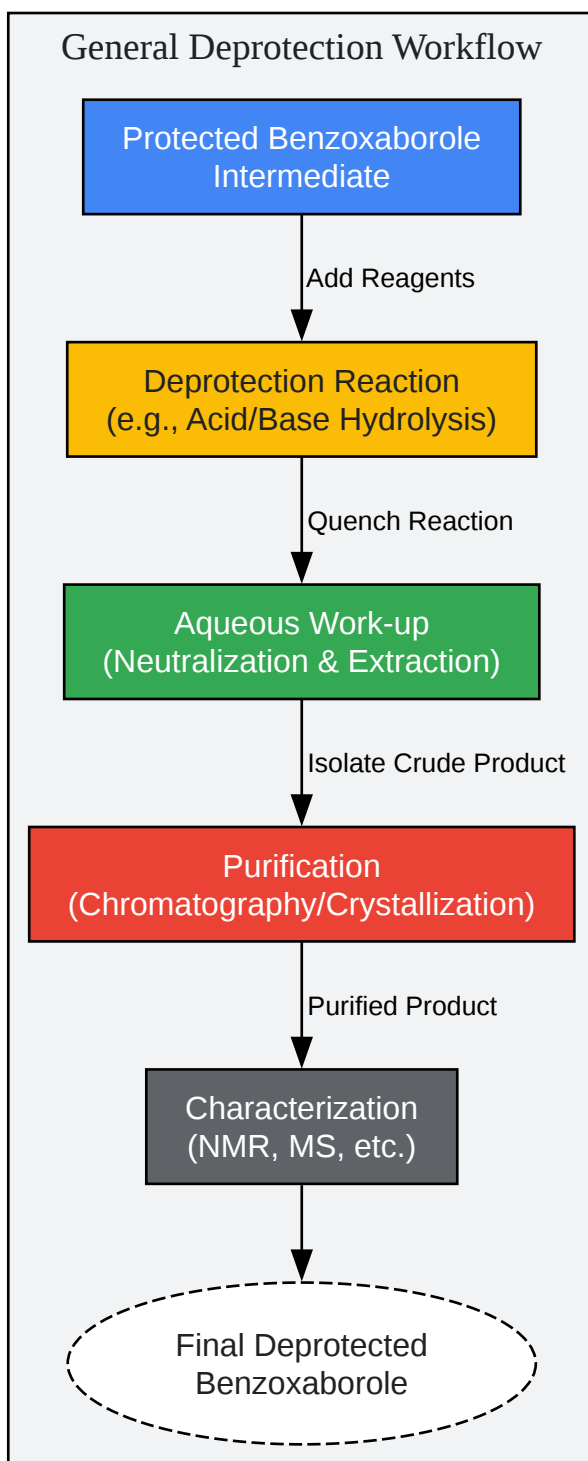 General Deprotection Workflow
Protected Benzoxaborole
Intermediate
Add Reagents
Deprotection Reaction
(e.g., Acid/Base Hydrolysis)
Quench Reaction
Aqueous Work-up
(Neutralization & Extraction)
Isolate Crude Product
Purification
(Chromatography/Crystallization)
Purified Product
Characterization
(NMR, MS, etc.)
Final Deprotected
Benzoxaborole